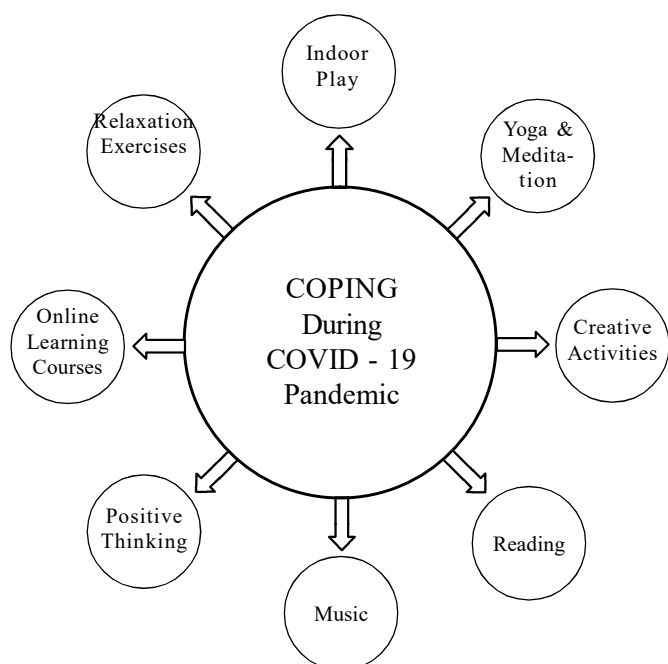 Indoor
Play
Relaxation
Exercises
Yoga &
Medita-
tion
COPING
During
COVID - 19
Pandemic
Online
Learning
Courses
Creative
Activities
Positive
Thinking
Reading
Music